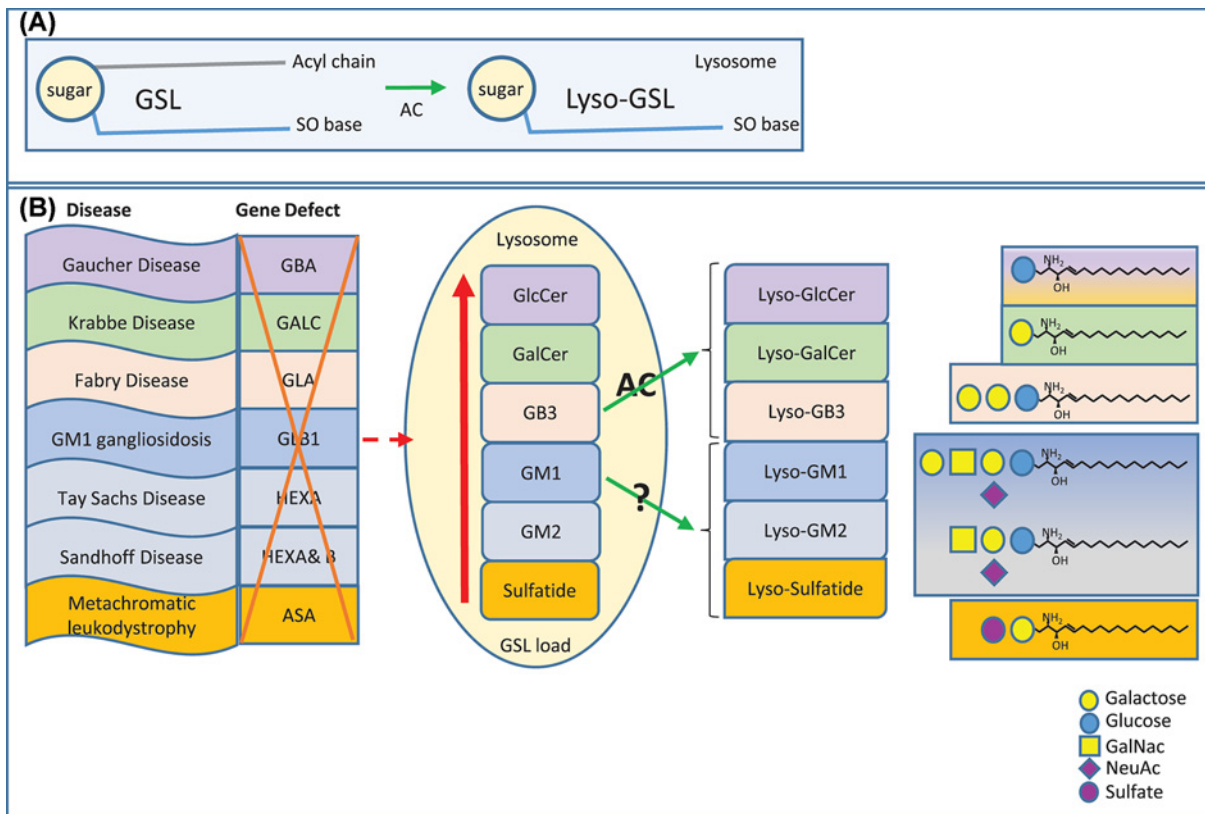 (A)
sugar
GSL
Acyl chain
SO base
AC
sugar
Lyso-GSL
Lysosome
SO base
(B)
Disease
Gene Defect
Gaucher Disease
GBA
Krabbe Disease
GALC
Fabry Disease
GLA
GM1 gangliosidosis
GLB1
Tay Sachs Disease
HEXA
Sandhoff Disease
HEXA& B
Metachromatic
leukodystrophy
ASA
Lysosome
GlcCer
GalCer
GB3
GM1
GM2
Sulfatide
GSL load
AC
?
Lyso-GlcCer
Lyso-GalCer
Lyso-GB3
Lyso-GM1
Lyso-GM2
Lyso-Sulfatide
NH2
OH
NH2
OH
NH2
OH
NH2
OH
NH2
OH
NH2
OH
Galactose
Glucose
GalNac
NeuAc
Sulfate